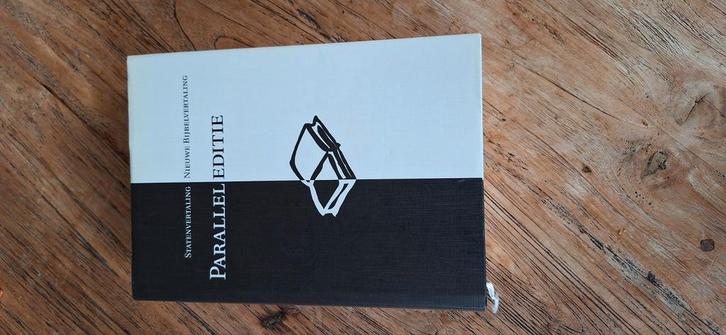 STATENVERTALING NIEUWE BIJBELVERTALING
PARALLEL EDITIE